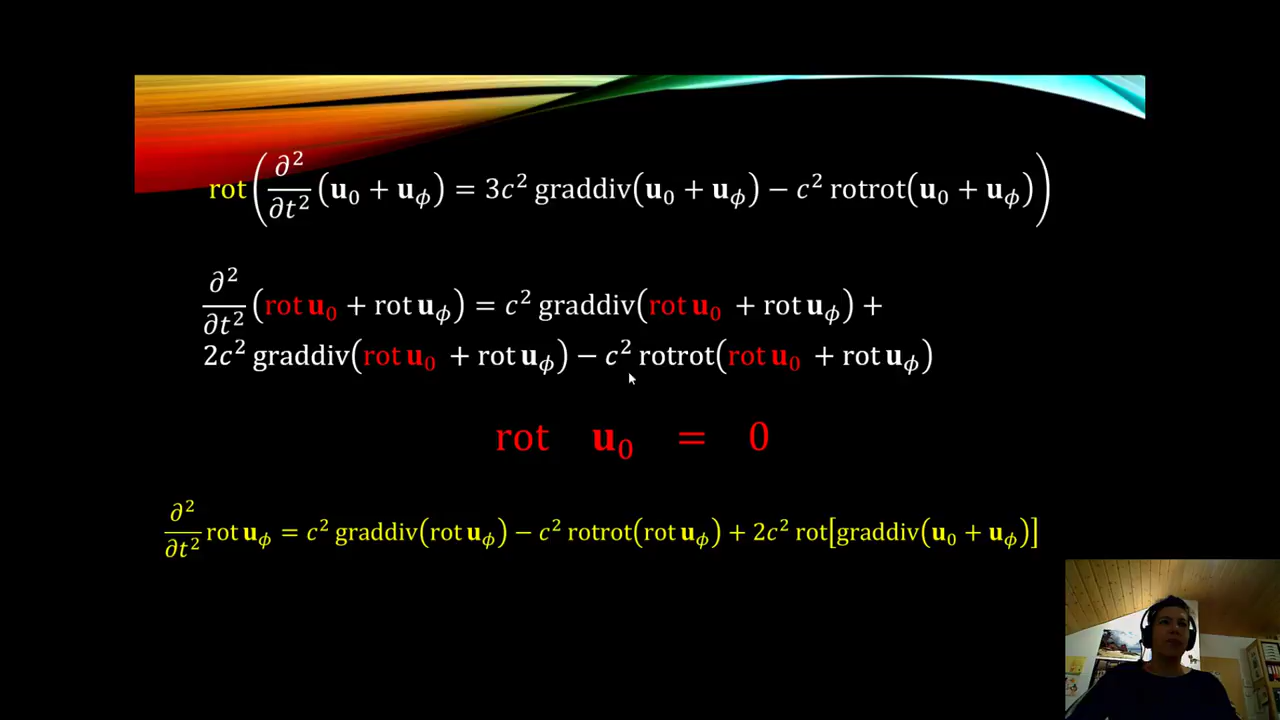 rot(∂²/∂t² (u₀ + u_ϕ) = 3c² graddiv(u₀ + u_ϕ) − c² rotrot(u₀ + u_ϕ))
∂²/∂t² (rot u₀ + rot u_ϕ) = c² graddiv(rot u₀ + rot u_ϕ) +
2c² graddiv(rot u₀ + rot u_ϕ) − c² rotrot(rot u₀ + rot u_ϕ)
rot u₀ = 0
∂²/∂t² rot u_ϕ = c² graddiv(rot u_ϕ) − c² rotrot(rot u_ϕ) + 2c² rot[graddiv(u₀ + u_ϕ)]